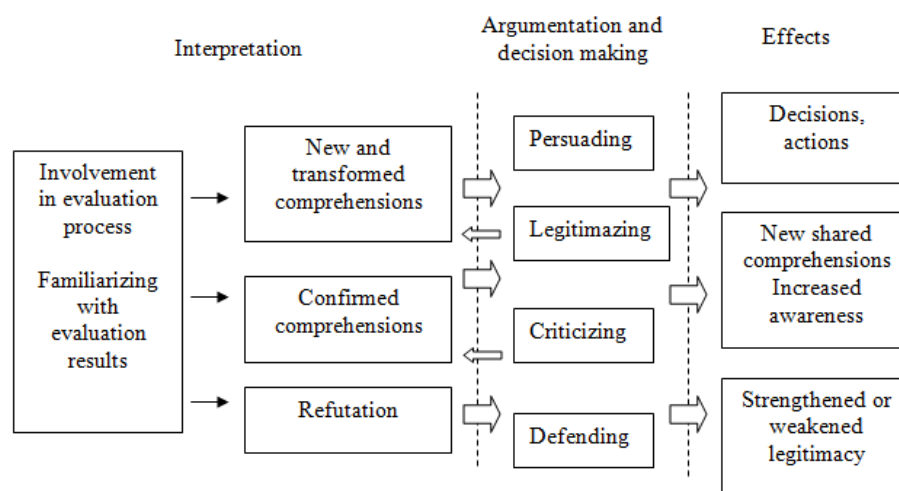 Interpretation
Argumentation and
decision making
Effects
Involvement
in evaluation
process
Familiarizing
with
evaluation
results
New and
transformed
comprehensions
Confirmed
comprehensions
Refutation
Persuading
Legitimazing
Criticizing
Defending
Decisions,
actions
New shared
comprehensions
Increased
awareness
Strengthened or
weakened
legitimacy